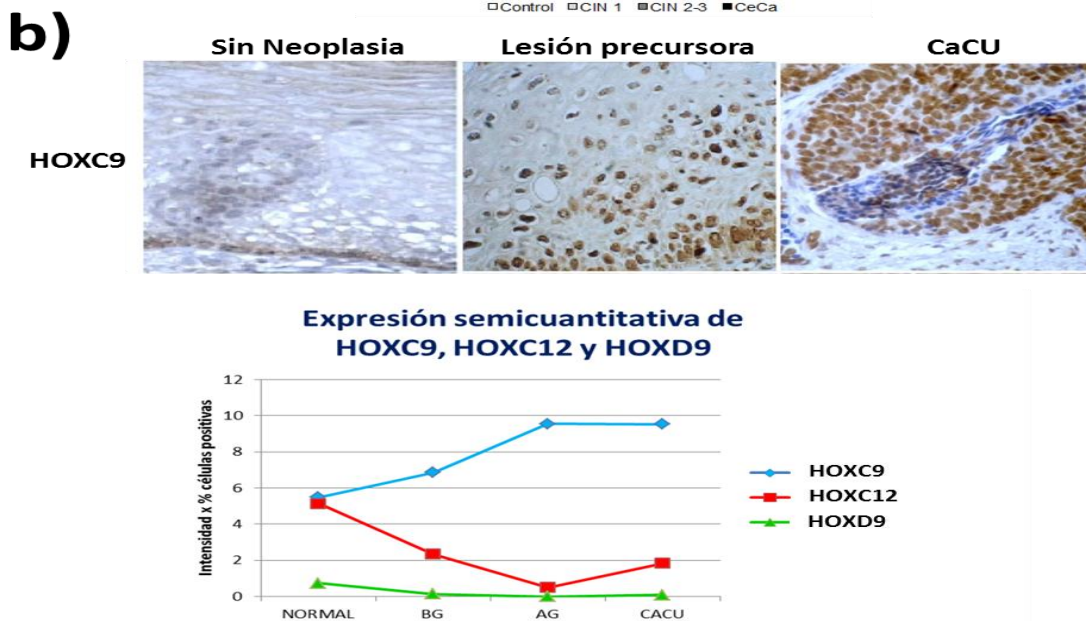 □Control □CIN 1 ■CIN 2-3 ■CeCa
b)
Sin Neoplasia Lesión precursora CaCU
HOXC9
Expresión semicuantitativa de
HOXC9, HOXC12 y HOXD9
Intensidad x % células positivas
12
10
8
6
4
2
0
NORMAL BG AG CACU
HOXC9
HOXC12
HOXD9